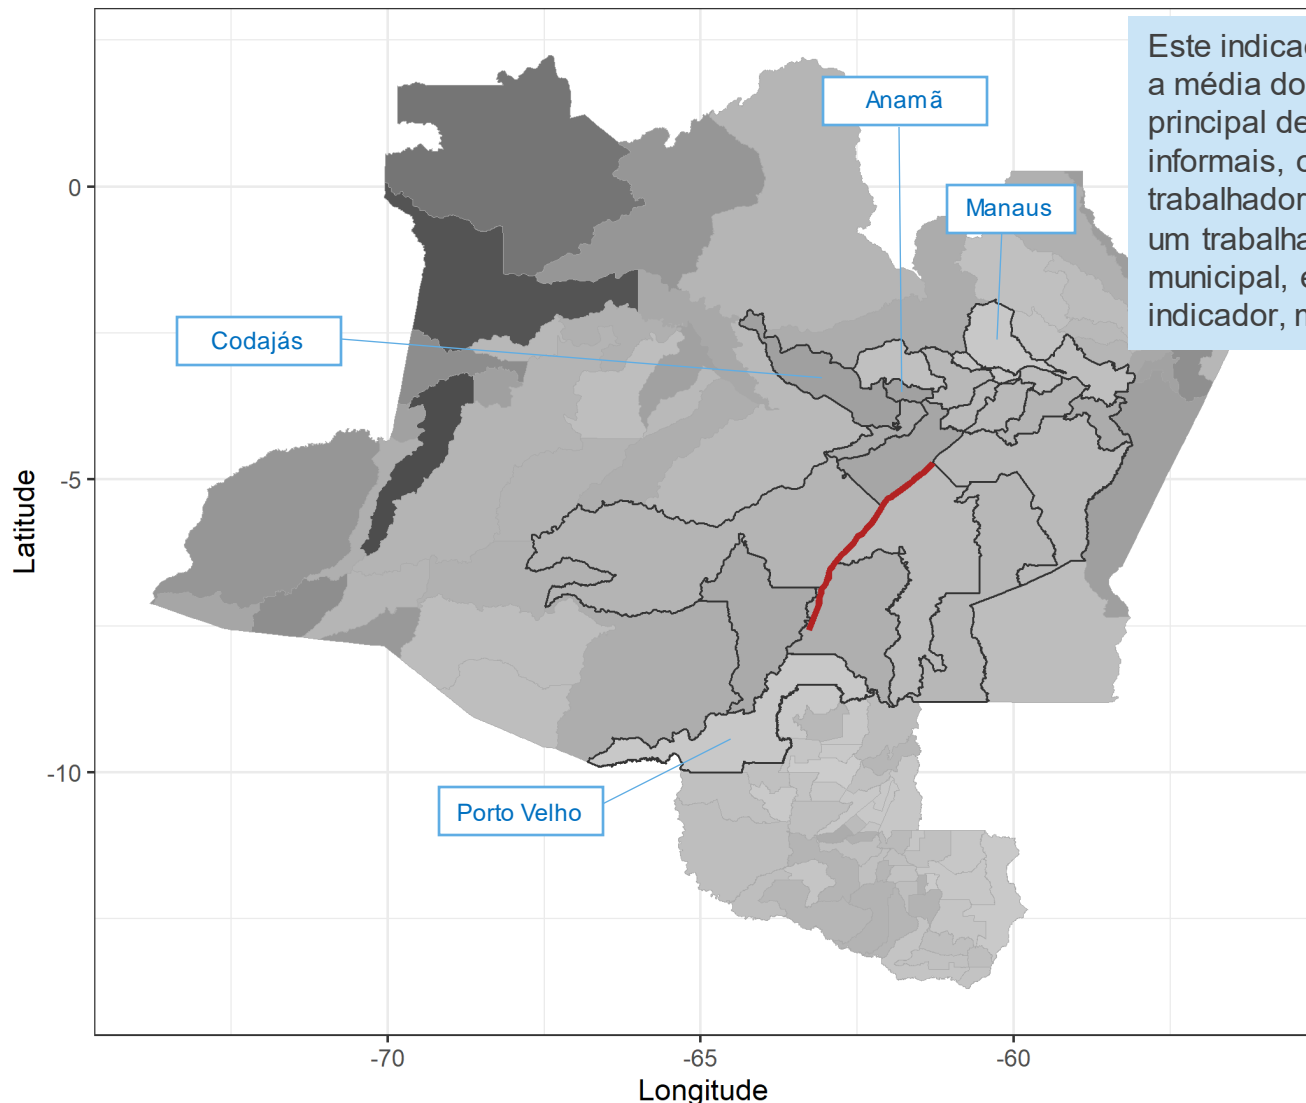 Este indica
a média do
principal de
informais, o
trabalhador
um trabalha
municipal, e
indicador, n
Anamã
Manaus
Codajás
Porto Velho
0
-5
-10
Latitude
-70
-65
-60
Longitude